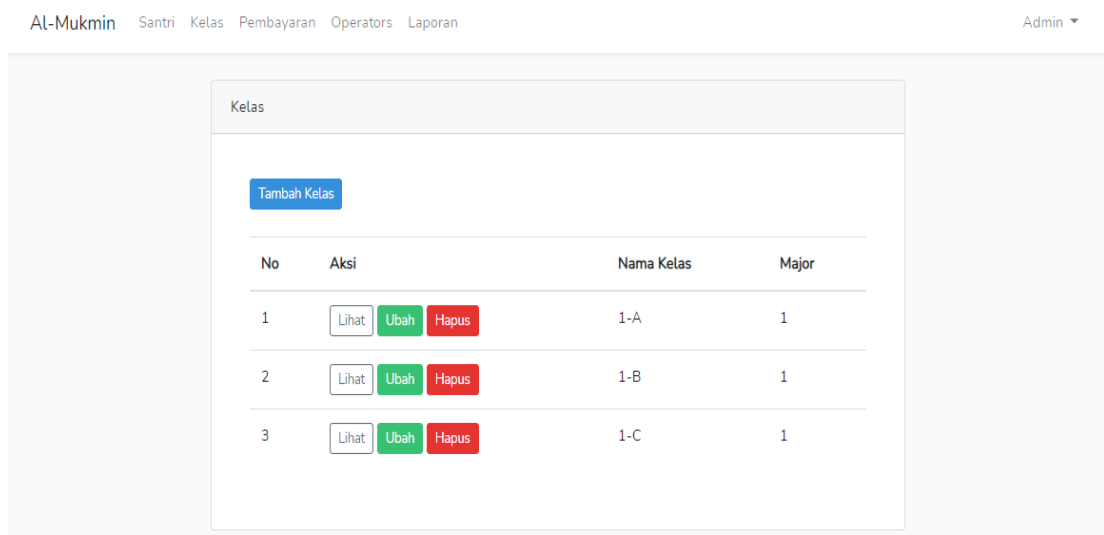 Al-Mukmin Santri Kelas Pembayaran Operators Laporan Admin
Kelas
Tambah Kelas
No Aksi Nama Kelas Major
1 Lihat Ubah Hapus 1-A 1
2 Lihat Ubah Hapus 1-B 1
3 Lihat Ubah Hapus 1-C 1